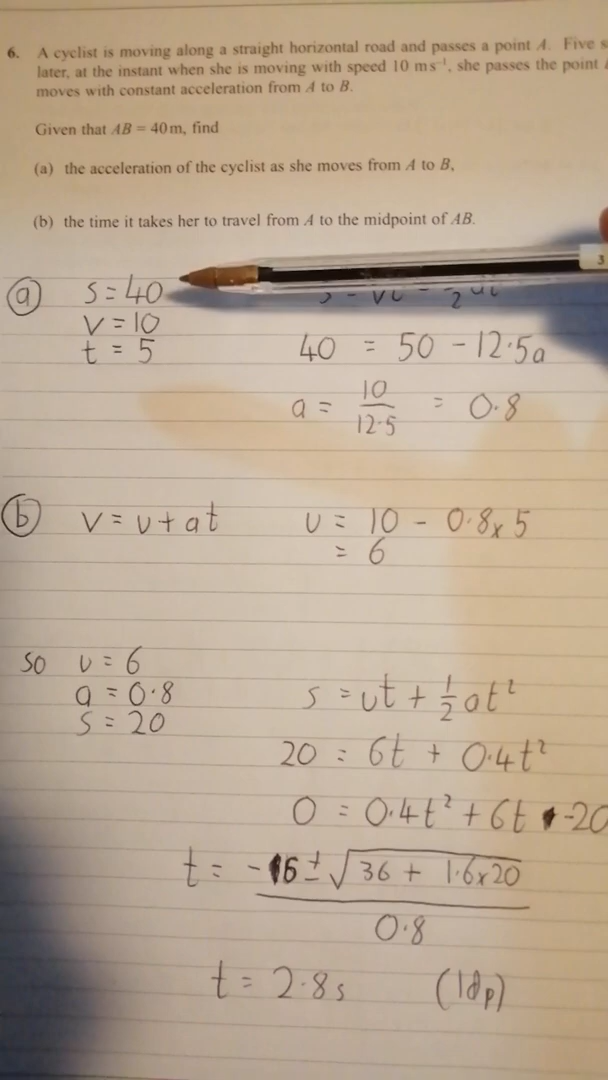 6. A cyclist is moving along a straight horizontal road and passes a point A. Five
later, at the instant when she is moving with speed 10 m s⁻¹, she passes the point
moves with constant acceleration from A to B.
Given that AB = 40 m, find
(a) the acceleration of the cyclist as she moves from A to B,
(b) the time it takes her to travel from A to the midpoint of AB.
3
(a) s = 40
v = 10
t = 5
40 = 50 - 12.5a
a = 10/12.5 = 0.8
(b) v = u + at u = 10 - 0.8 x 5
= 6
so u = 6
a = 0.8
s = 20
s = ut + 1/2 at²
20 = 6t + 0.4t²
0 = 0.4t² + 6t - 20
t = (-6 ± √(36 + 1.6x20)) / 0.8
t = 2.8s (1dp)